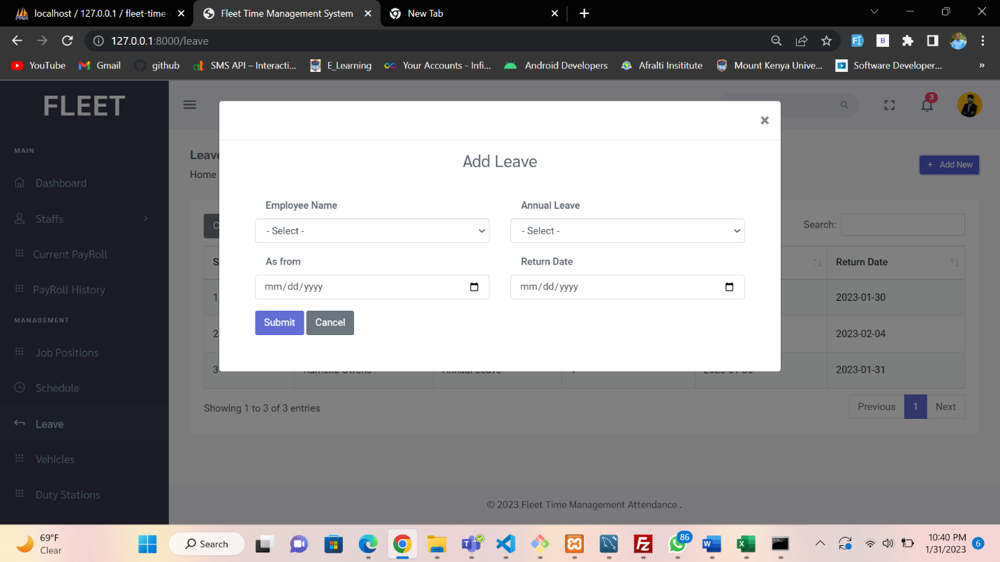 localhost / 127.0.0.1 / fleet-time-
Fleet Time Management System
New Tab
127.0.0.1:8000/leave
YouTube
Gmail
github
SMS API – Interacti...
E_Learning
Your Accounts - Infi...
Android Developers
Afralti Insititute
Mount Kenya Unive...
Software Developer...
»
FLEET
3
MAIN
Dashboard
Staffs
Current PayRoll
PayRoll History
MANAGEMENT
Job Positions
Schedule
Leave
Vehicles
Duty Stations
Leave
Home
+ Add New
×
Add Leave
Employee Name
Annual Leave
- Select -
- Select -
As from
Return Date
mm/dd/yyyy
mm/dd/yyyy
Submit
Cancel
C
Search:
S
Return Date
1
2023-01-30
2
2023-02-04
3
2023-01-31
Showing 1 to 3 of 3 entries
Previous
1
Next
© 2023 Fleet Time Management Attendance .
69°F
Clear
Search
86
10:40 PM
1/31/2023
6